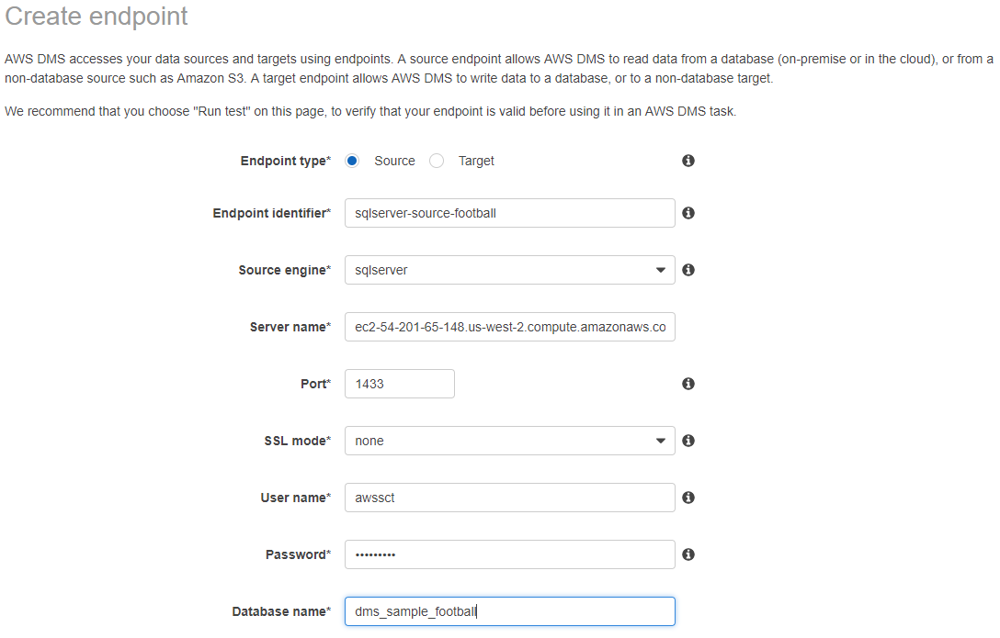 Create endpoint
AWS DMS accesses your data sources and targets using endpoints. A source endpoint allows AWS DMS to read data from a database (on-premise or in the cloud), or from a
non-database source such as Amazon S3. A target endpoint allows AWS DMS to write data to a database, or to a non-database target.
We recommend that you choose "Run test" on this page, to verify that your endpoint is valid before using it in an AWS DMS task.
Endpoint type* Source Target
Endpoint identifier* sqlserver-source-football
Source engine* sqlserver
Server name* ec2-54-201-65-148.us-west-2.compute.amazonaws.co
Port* 1433
SSL mode* none
User name* awssct
Password* •••••••••
Database name* dms_sample_football